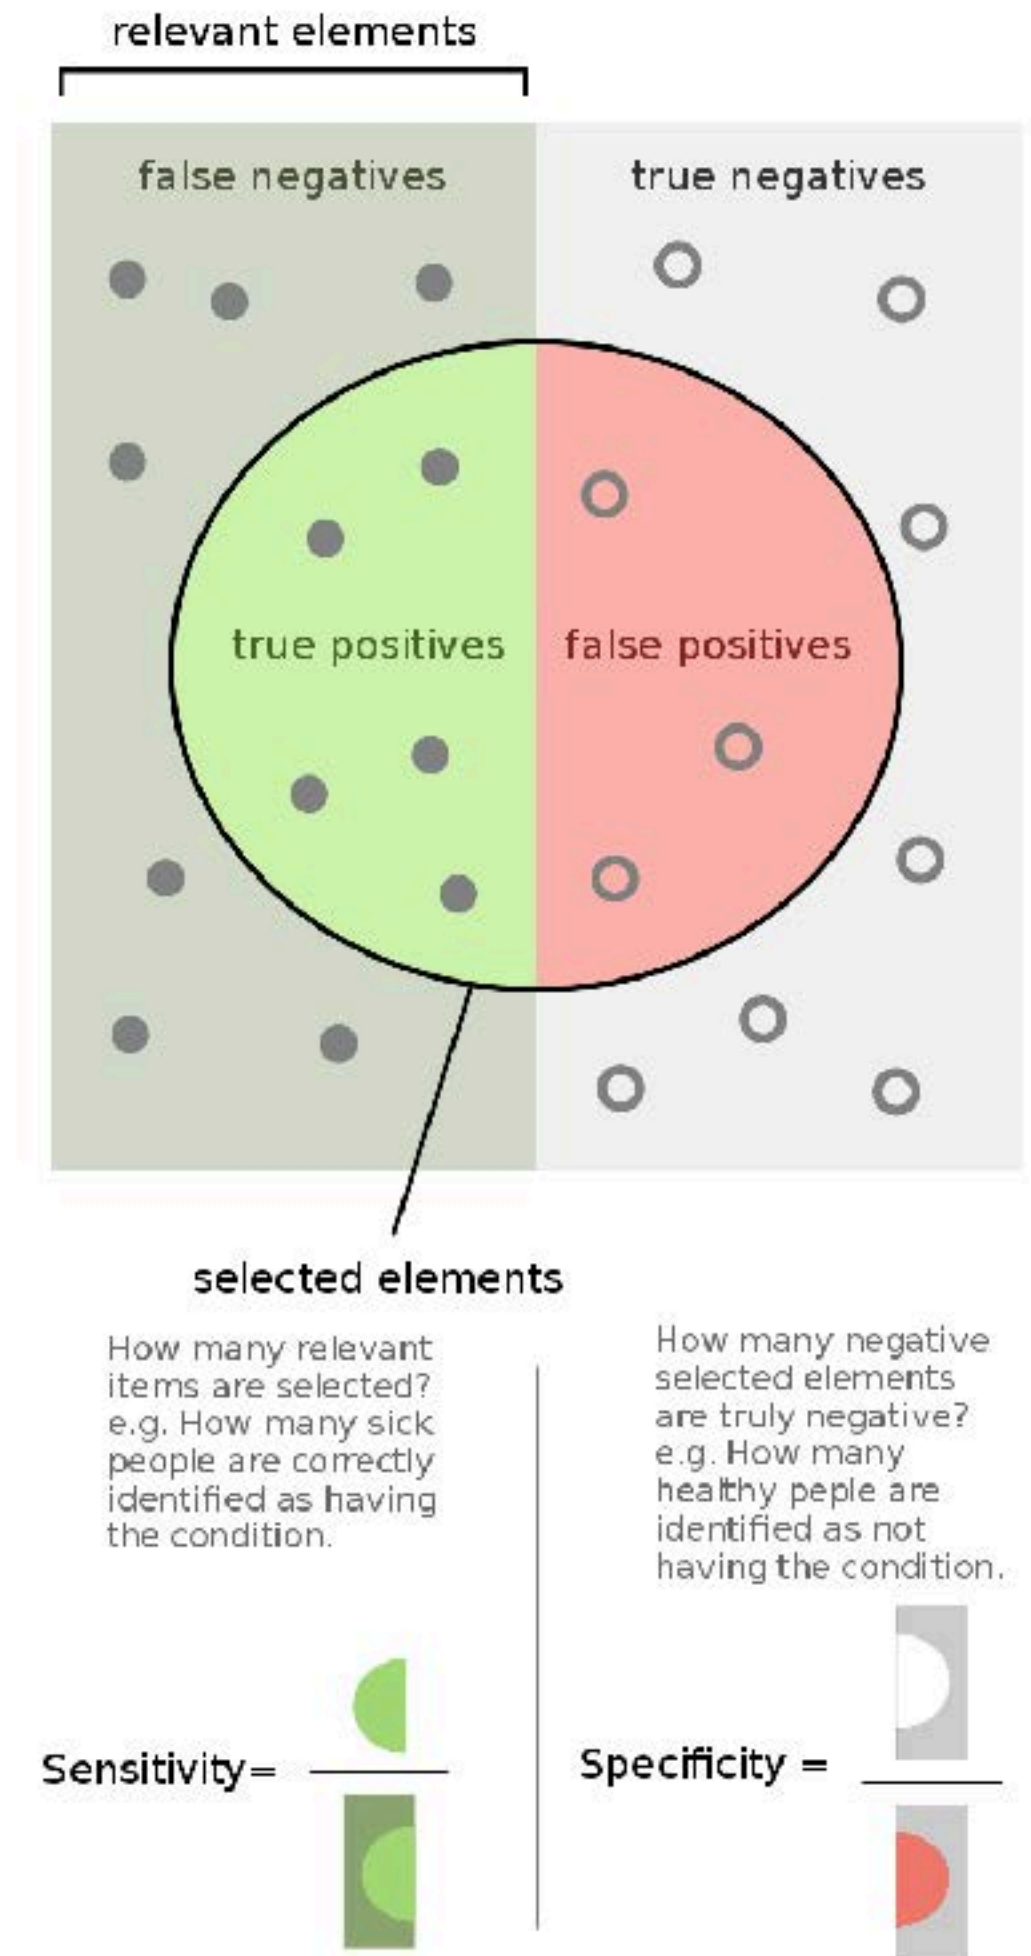 relevant elements
false negatives
true negatives
true positives
false positives
selected elements
How many relevant
items are selected?
e.g. How many sick
people are correctly
identified as having
the condition.
How many negative
selected elements
are truly negative?
e.g. How many
healthy peple are
identified as not
having the condition.
Sensitivity=
Specificity =